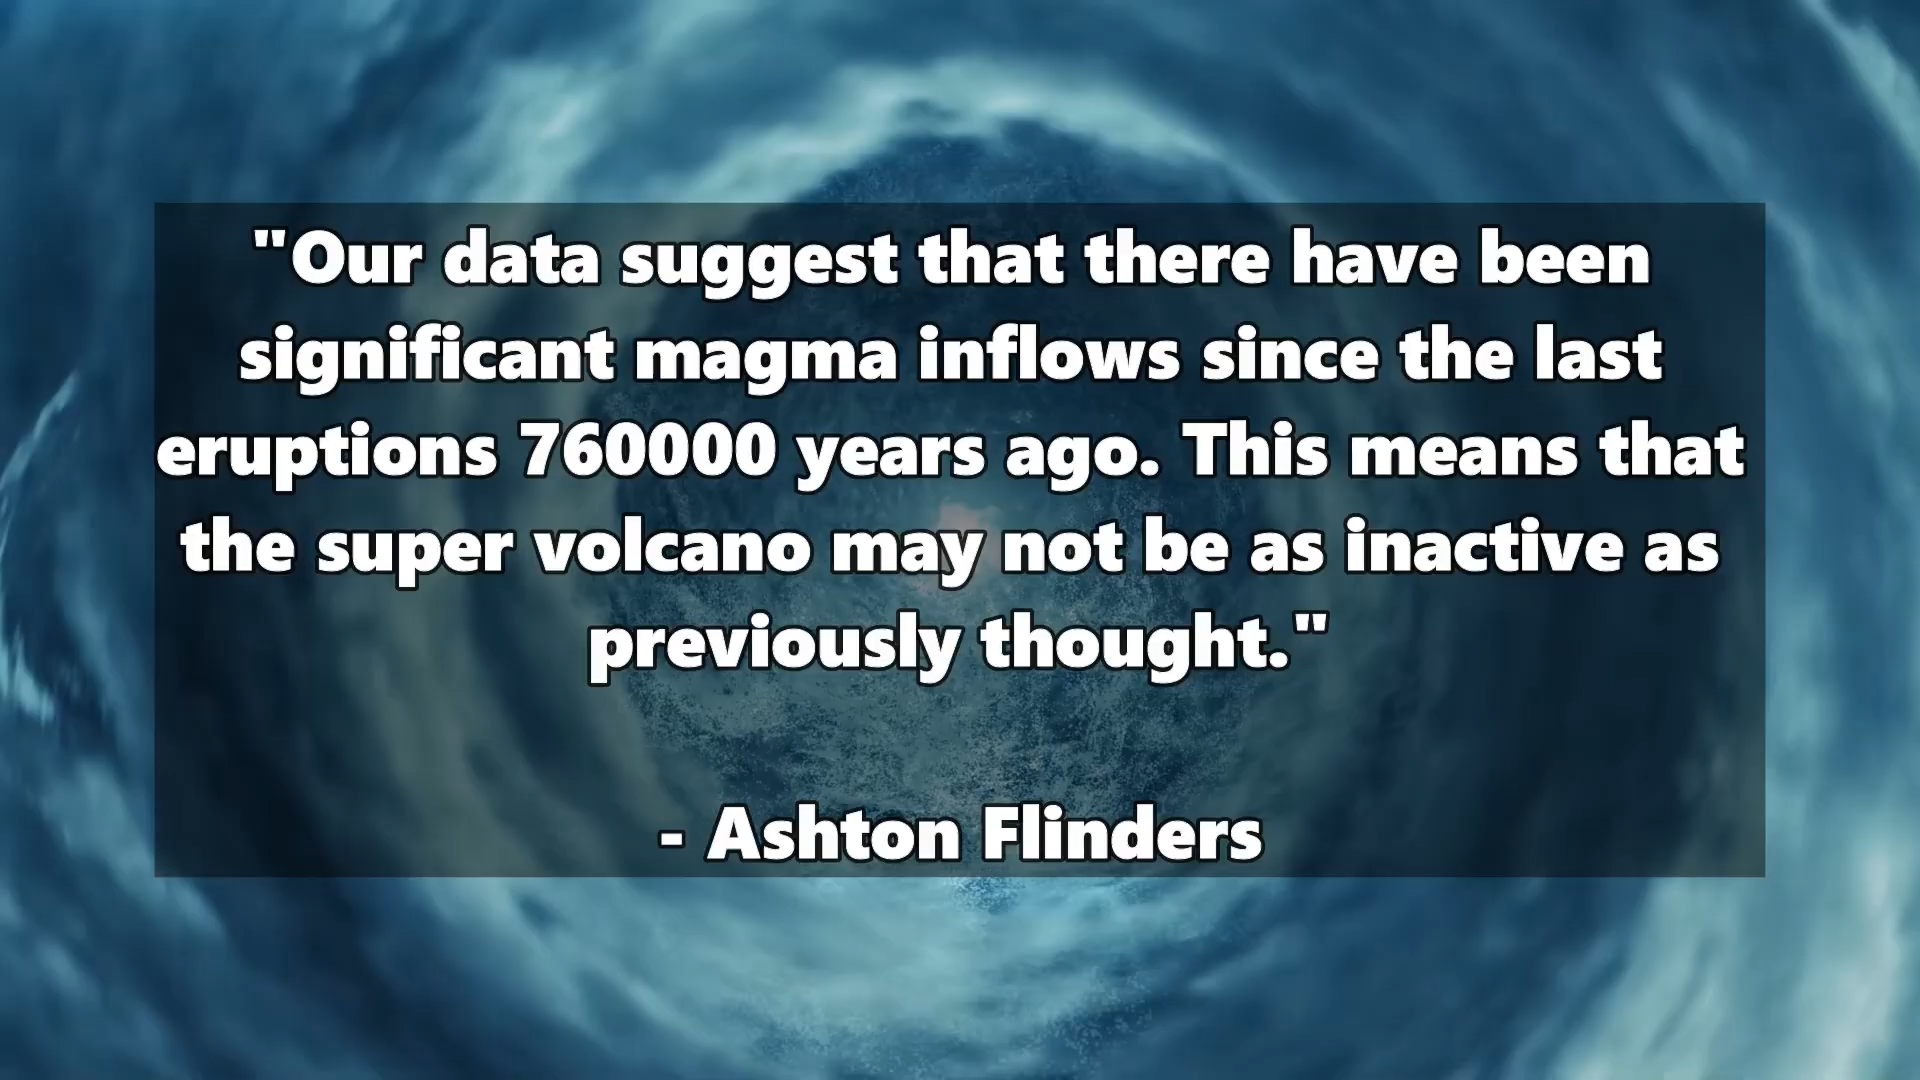 "Our data suggest that there have been
significant magma inflows since the last
eruptions 760000 years ago. This means that
the super volcano may not be as inactive as
previously thought."
- Ashton Flinders